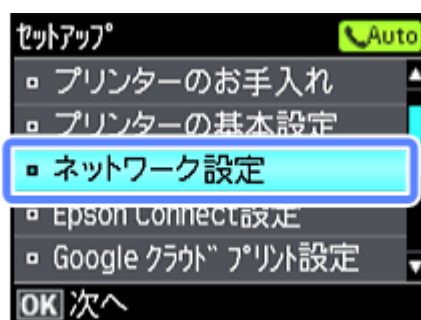 セットアップ Auto
プリンターのお手入れ
プリンターの基本設定
ネットワーク設定
Epson Connect設定
Google クラウド プリント設定
OK 次へ